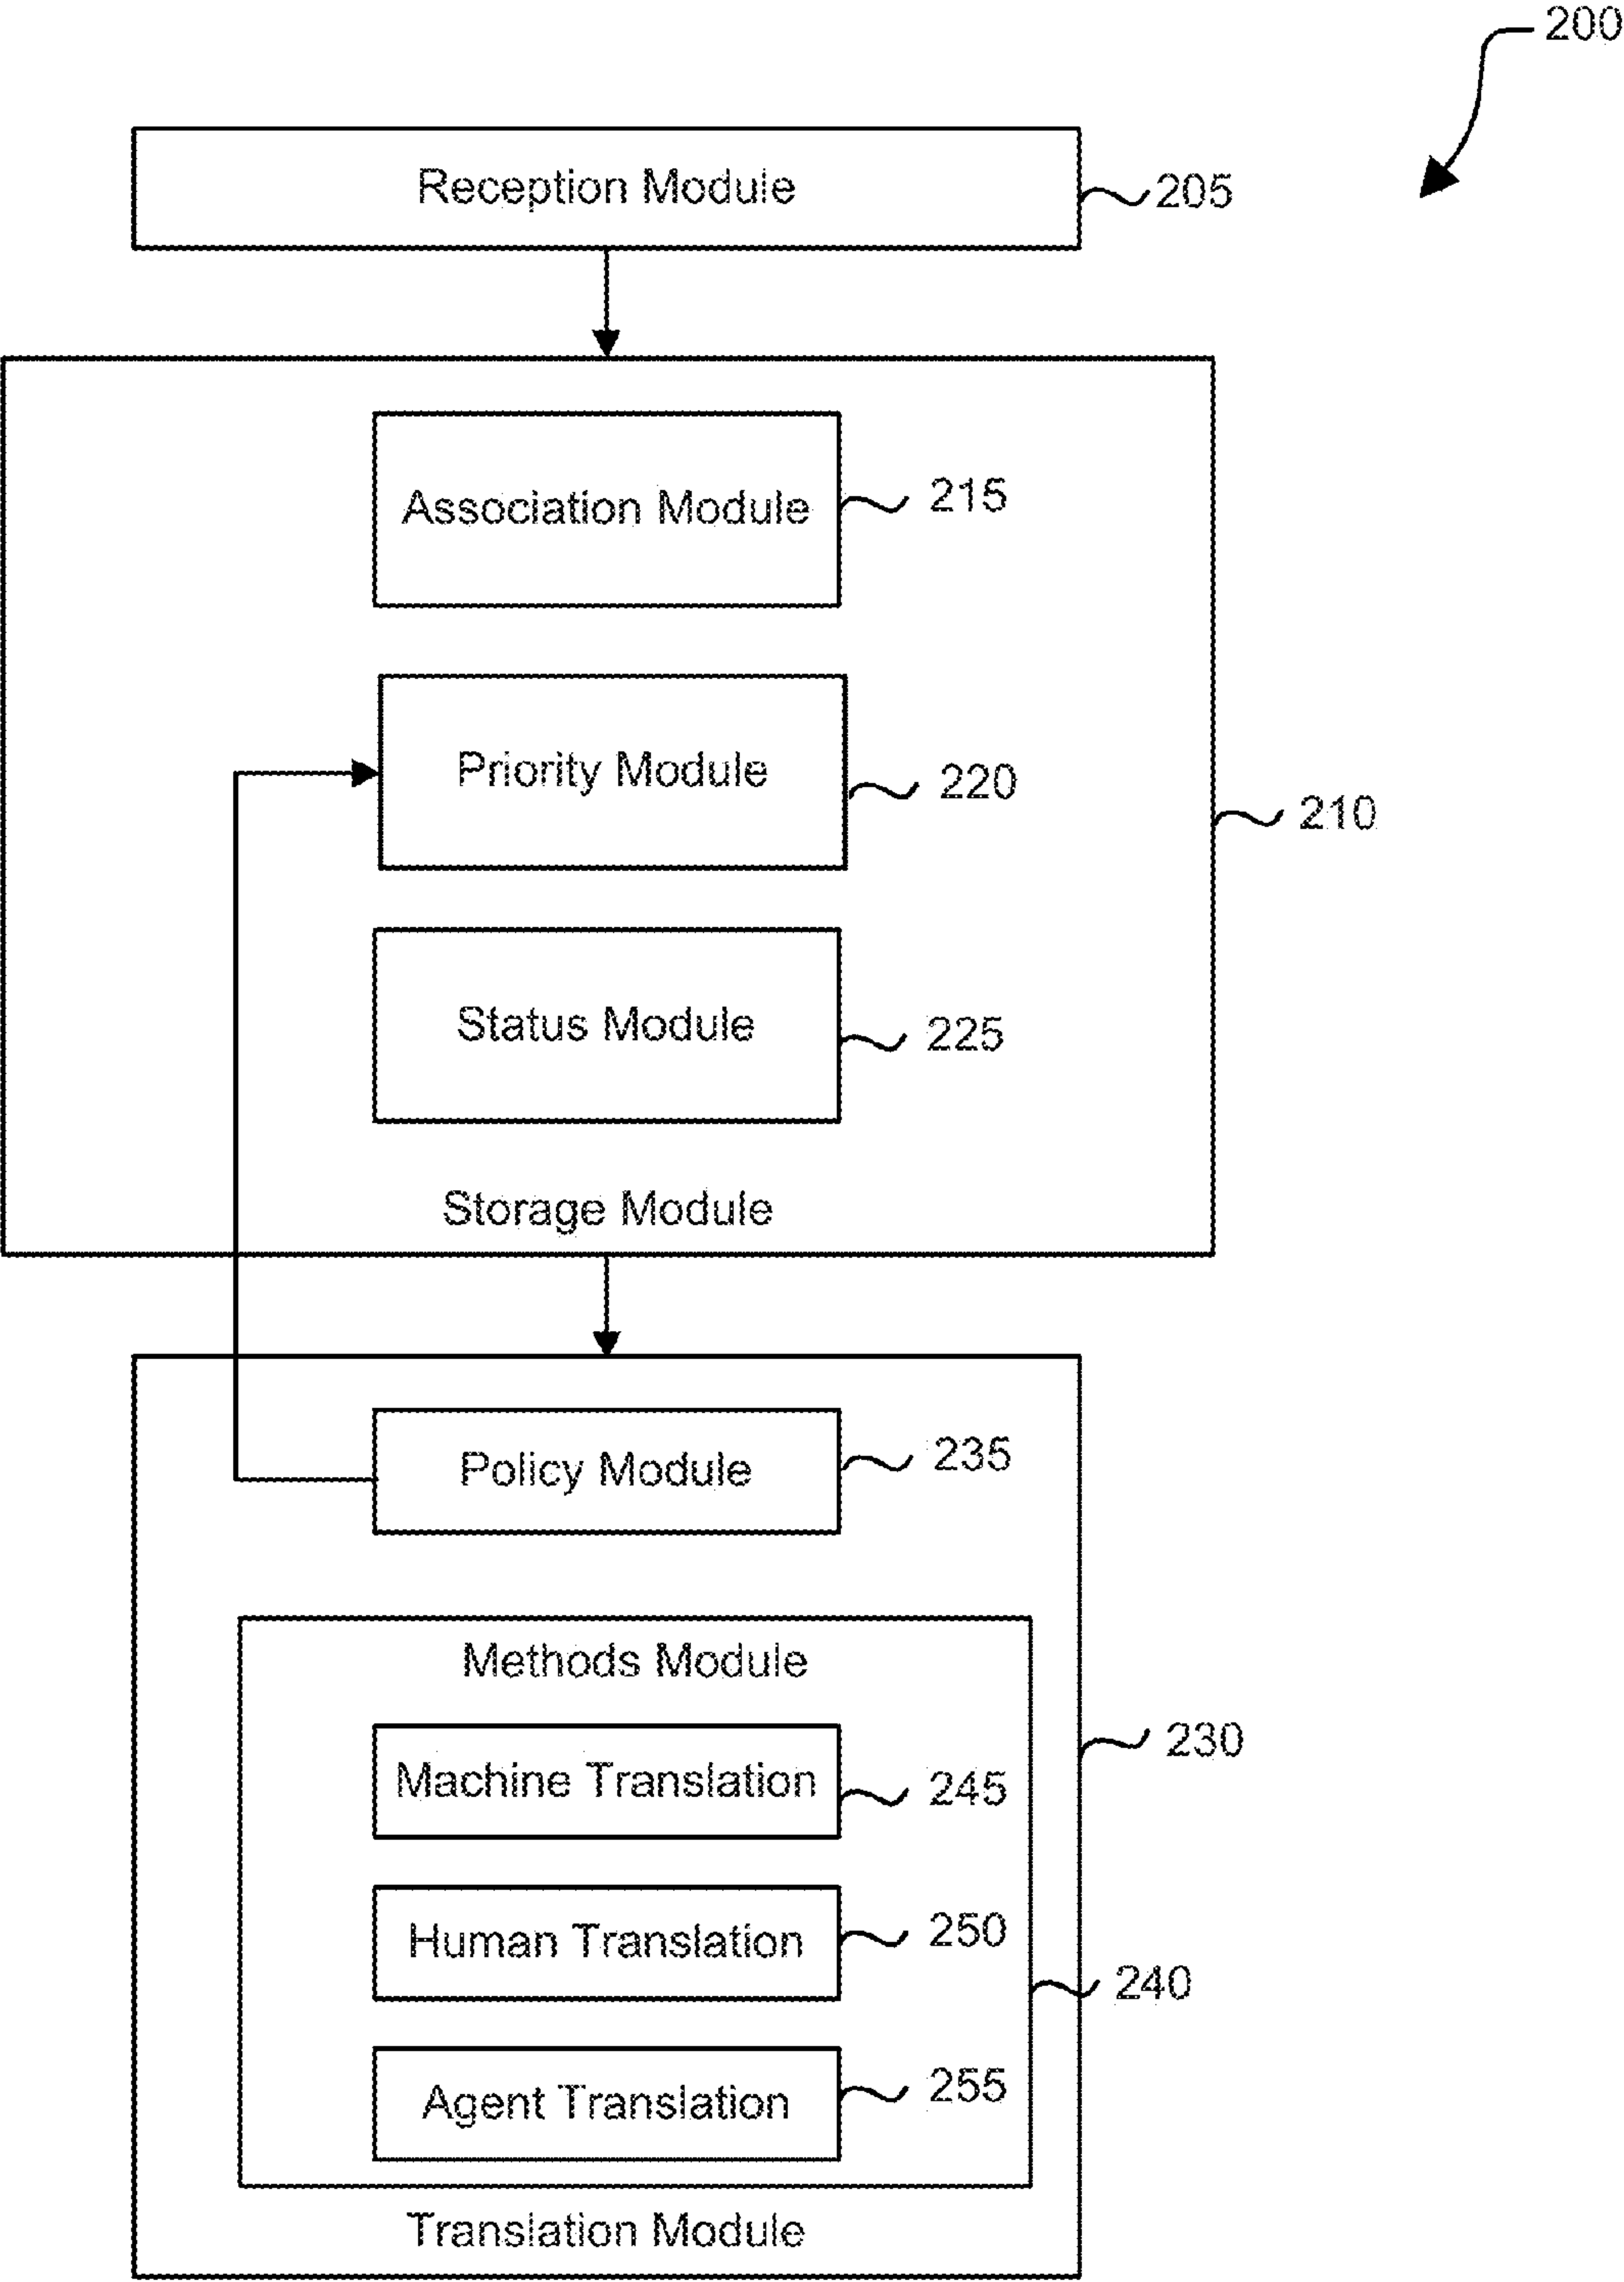 200
Reception Module
205
Association Module
215
Priority Module
220
210
Status Module
225
Storage Module
Policy Module
235
Methods Module
230
Machine Translation
245
Human Translation
250
240
Agent Translation
255
Translation Module